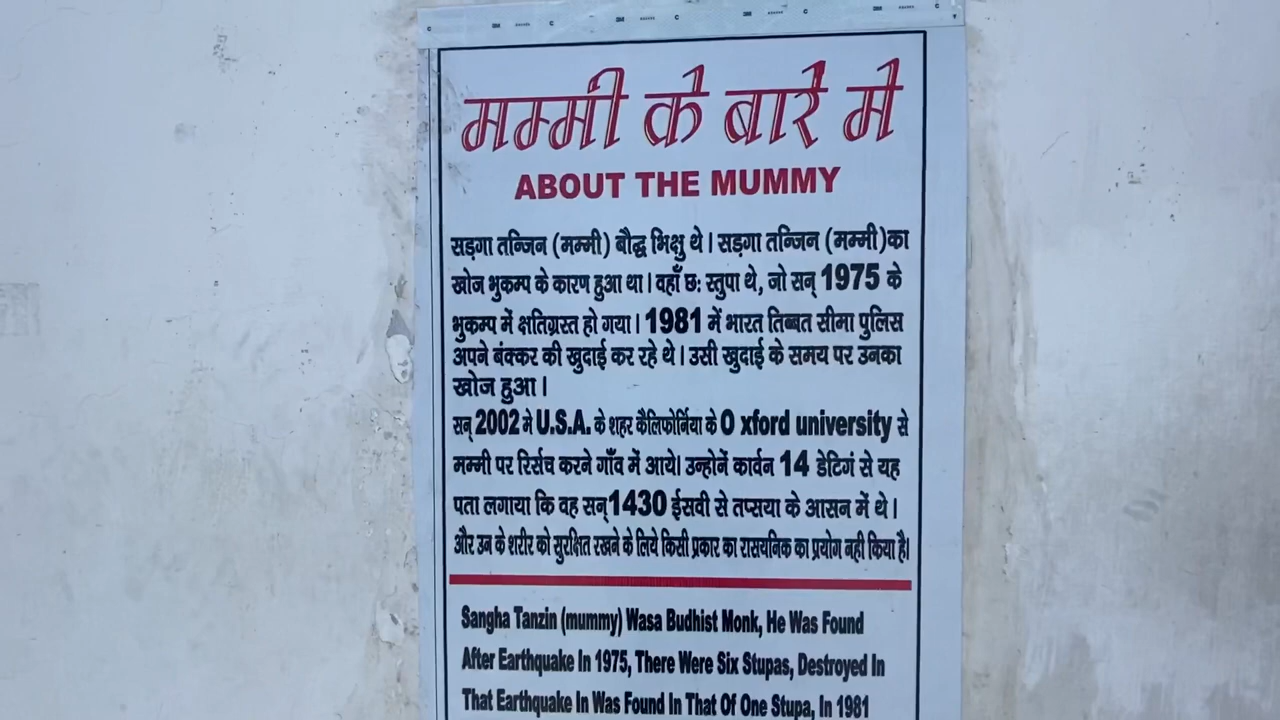 मम्मी के बारे मे
ABOUT THE MUMMY
सड़गा तन्जिन (मम्मी) बौद्ध भिक्षु थे। सड़गा तन्जिन (मम्मी)का
खोज भुकम्प के कारण हुआ था। वहाँ छः स्तुपा थे, जो सन् 1975 के
भुकम्प में क्षतिग्रस्त हो गया। 1981 में भारत तिब्बत सीमा पुलिस
अपने बंक्कर की खुदाई कर रहे थे। उसी खुदाई के समय पर उनका
खोज हुआ।
सन् 2002 मे U.S.A. के शहर कैलिफोर्निया के O xford university से
मम्मी पर रिर्सच करने गाँव में आये। उन्होनें कार्वन 14 डेटिगं से यह
पता लगाया कि वह सन् 1430 ईसवी से तप्सया के आसन में थे।
और उन के शरीर को सुरक्षित रखने के लिये किसी प्रकार का रासयनिक का प्रयोग नही किया है।
Sangha Tanzin (mummy) Wasa Budhist Monk, He Was Found
After Earthquake In 1975, There Were Six Stupas, Destroyed In
That Earthquake In Was Found In That Of One Stupa, In 1981